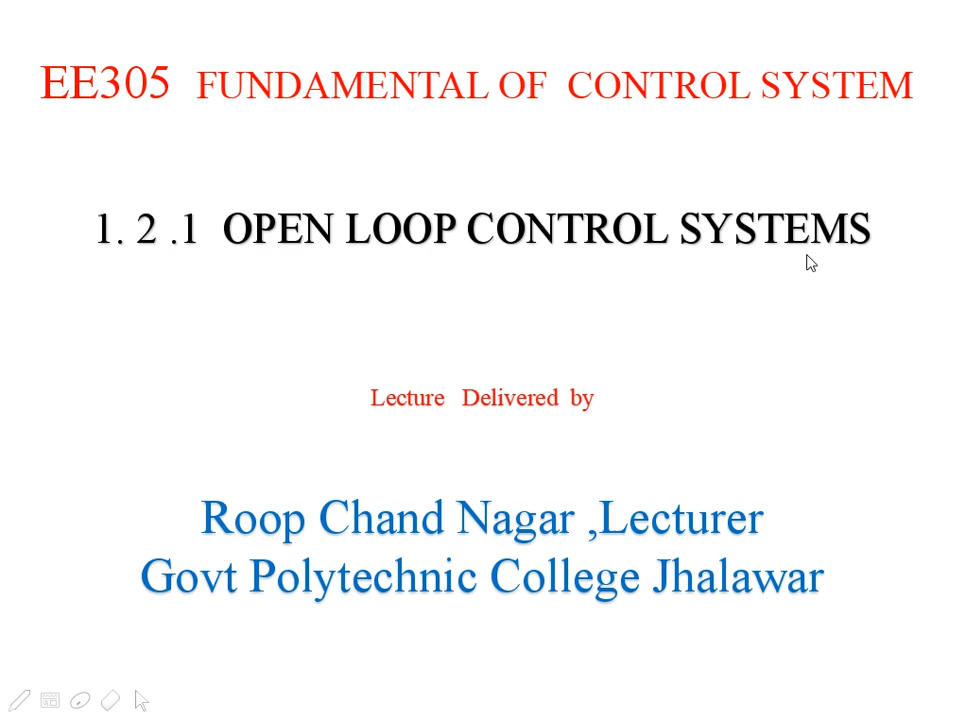 EE305 FUNDAMENTAL OF CONTROL SYSTEM
1. 2 .1 OPEN LOOP CONTROL SYSTEMS
Lecture Delivered by
Roop Chand Nagar ,Lecturer
Govt Polytechnic College Jhalawar